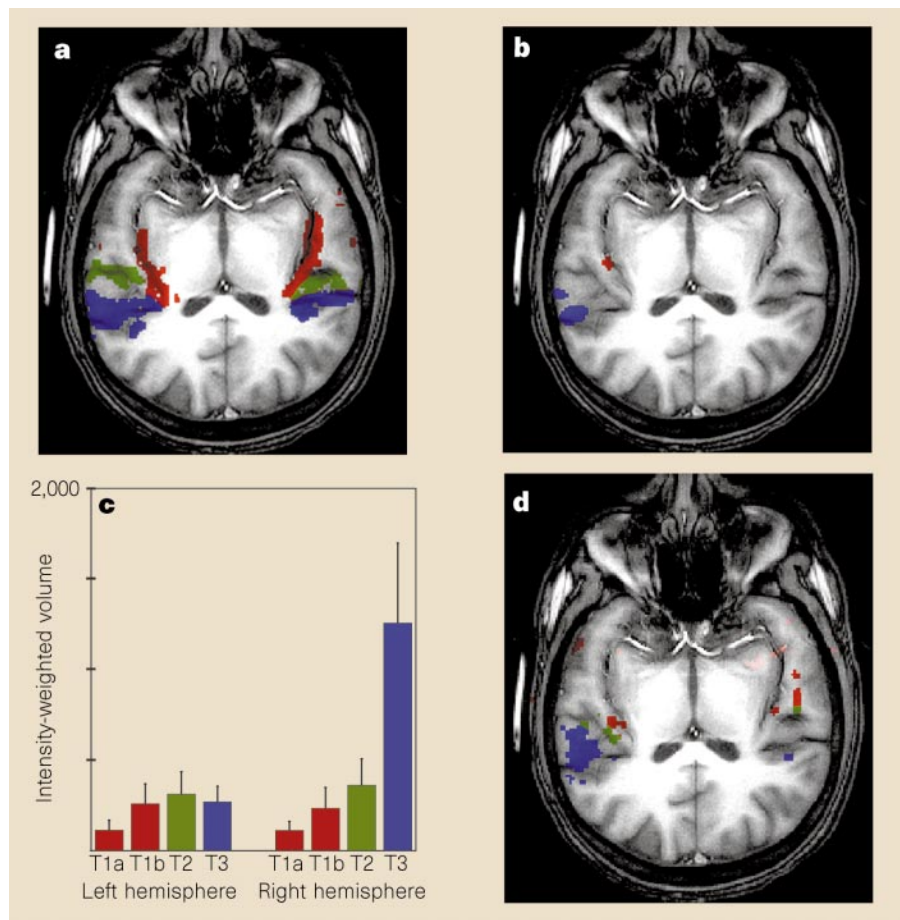 a
b
2,000
c
Intensity-weighted volume
T1a T1b T2 T3
T1a T1b T2 T3
Left hemisphere
Right hemisphere
d